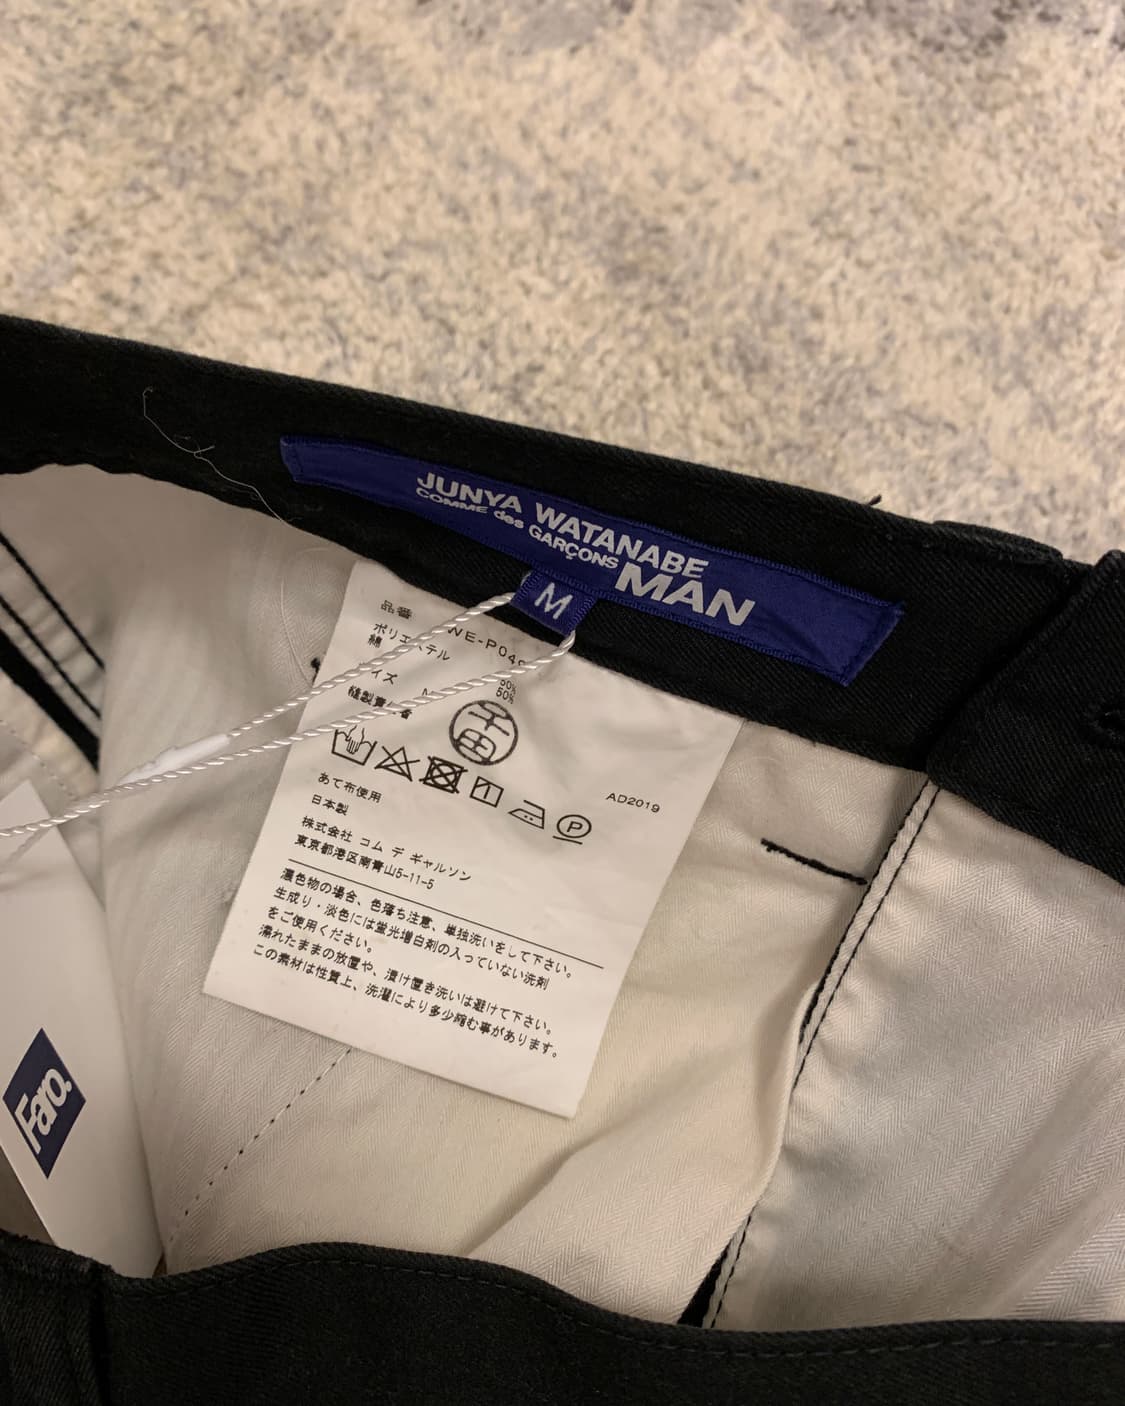 JUNYA WATANABE
COMME des GARÇONS
MAN
M
品番 WE-P04
ポリエステル 50%
綿 50%
縫製責任者
千田
P
AD2019
あて布使用
日本製
株式会社 コム デ ギャルソン
東京都港区南青山5-11-5
濃色物の場合、色落ち注意、単独洗いをして下さい。
生成り・淡色には蛍光増白剤の入っていない洗剤
をご使用ください。
濡れたままの放置や、漬け置き洗いは避けて下さい。
この素材は性質上、洗濯により多少縮む事があります。
Faro.